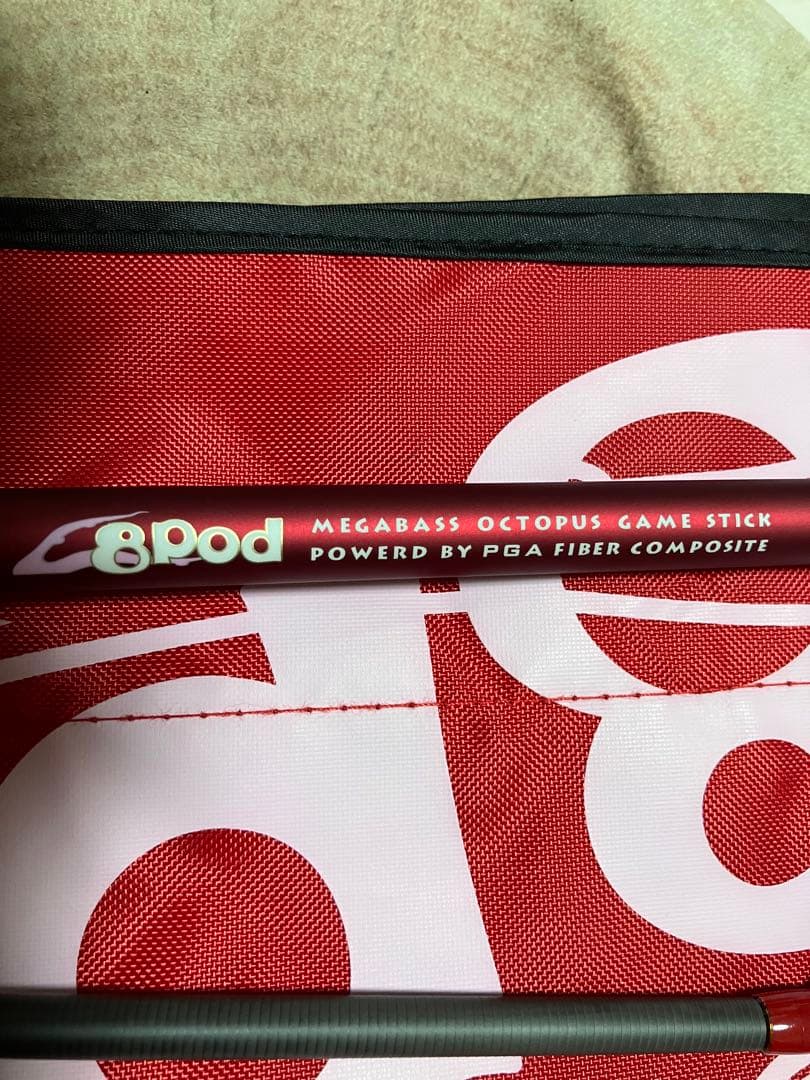 8pod
MEGABASS OCTOPUS GAME STICK
POWERD BY PGA FIBER COMPOSITE